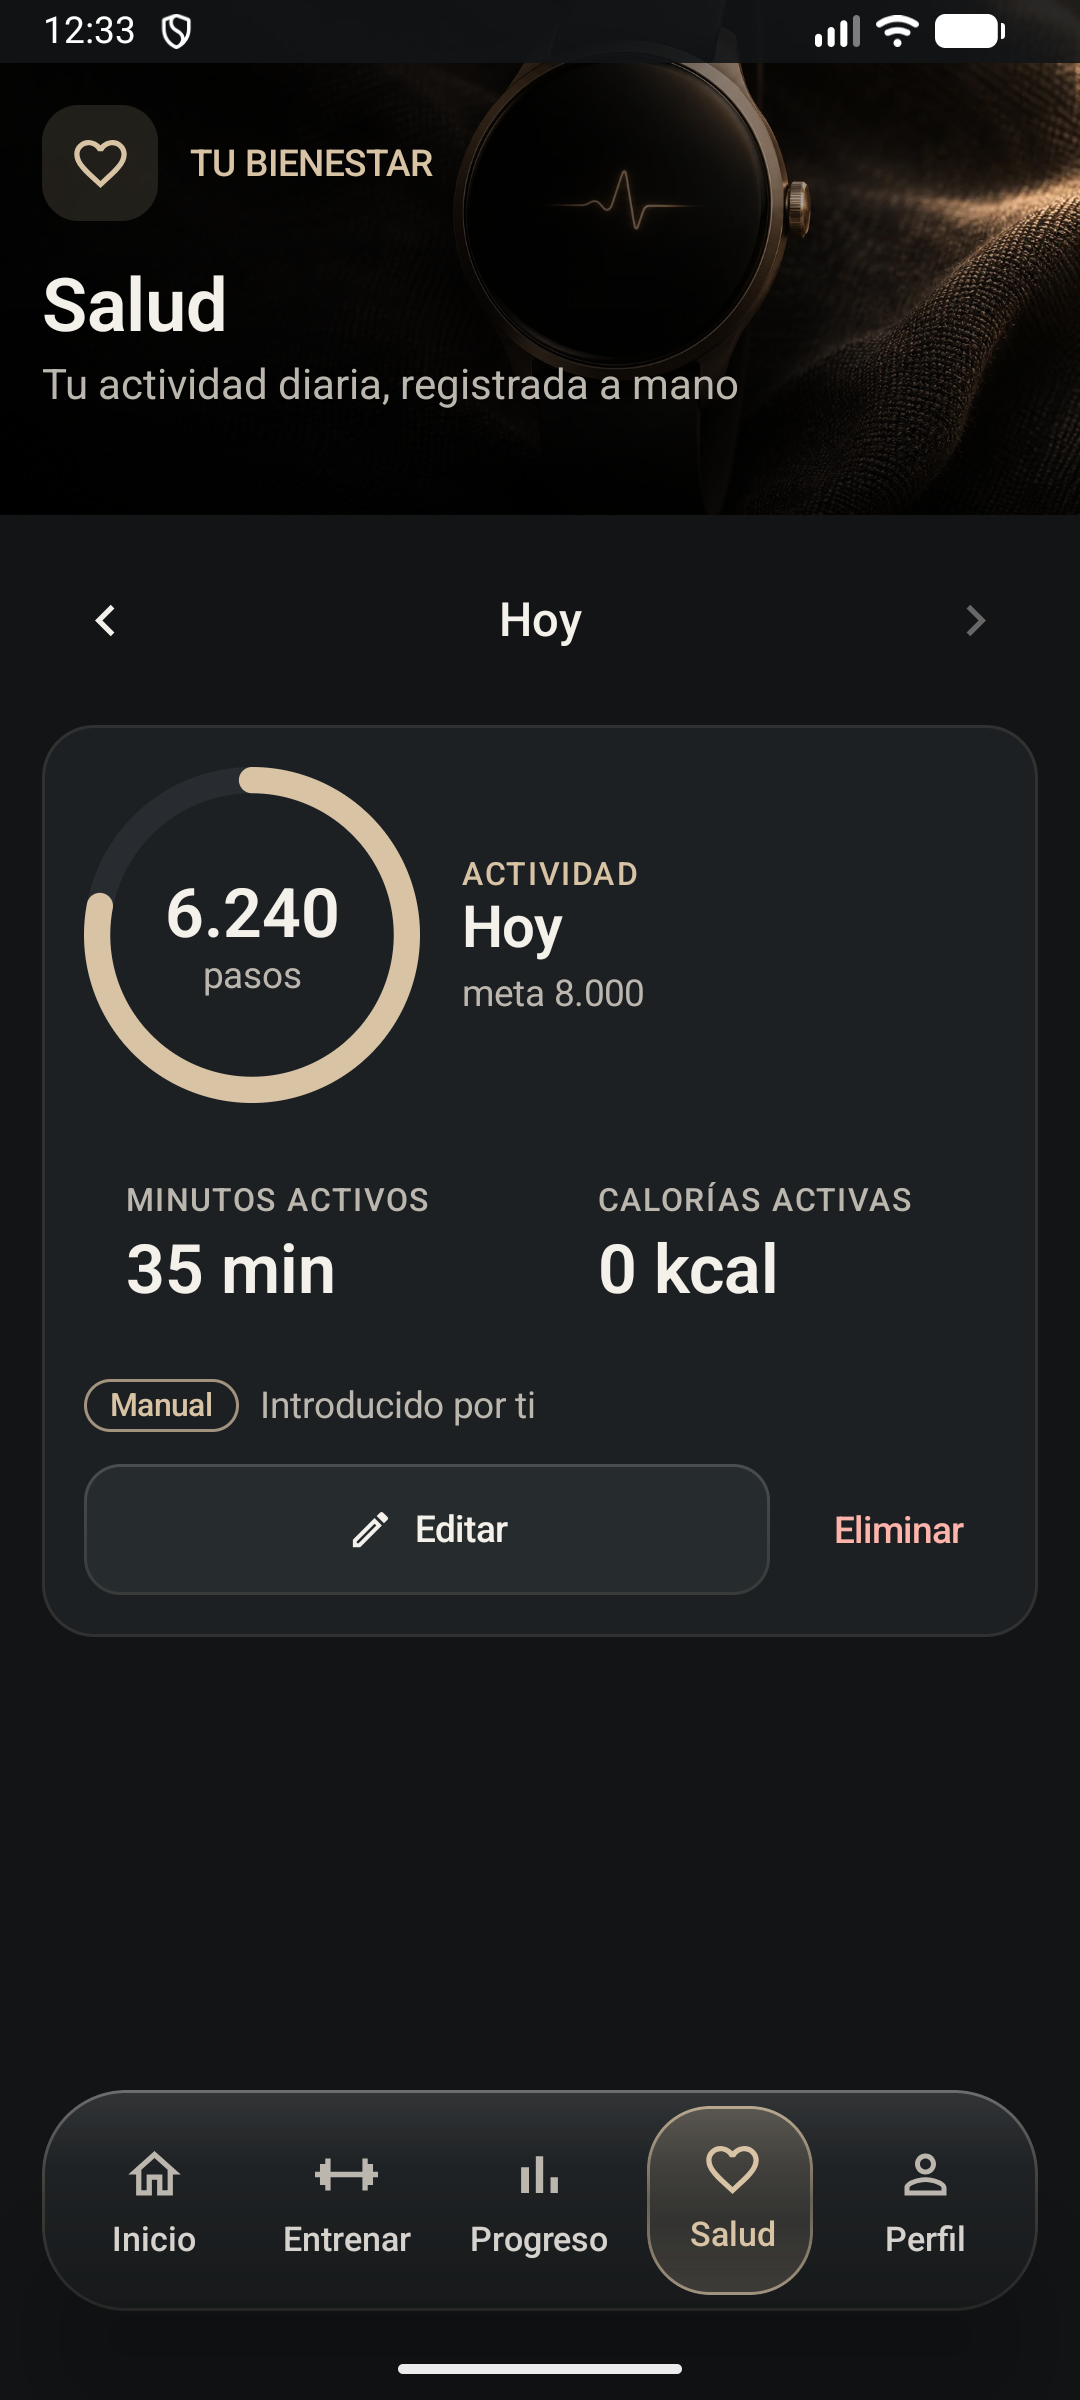 12:33
TU BIENESTAR
Salud
Tu actividad diaria, registrada a mano
Hoy
6.240
pasos
ACTIVIDAD
Hoy
meta 8.000
MINUTOS ACTIVOS
35 min
CALORÍAS ACTIVAS
0 kcal
Manual Introducido por ti
Editar
Eliminar
Inicio
Entrenar
Progreso
Salud
Perfil